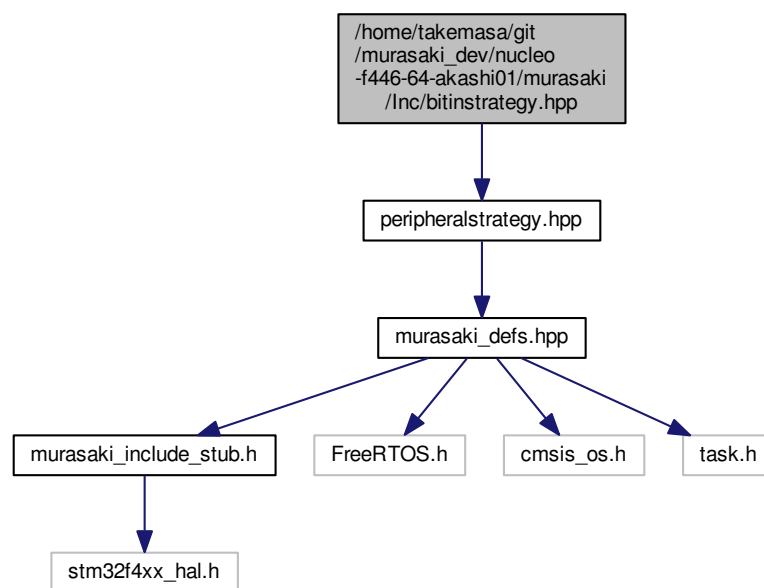 /home/takemasa/git
/murasaki_dev/nucleo
-f446-64-akashi01/murasaki
/Inc/bitinstrategy.hpp
peripheralstrategy.hpp
murasaki_defs.hpp
murasaki_include_stub.h
FreeRTOS.h
cmsis_os.h
task.h
stm32f4xx_hal.h